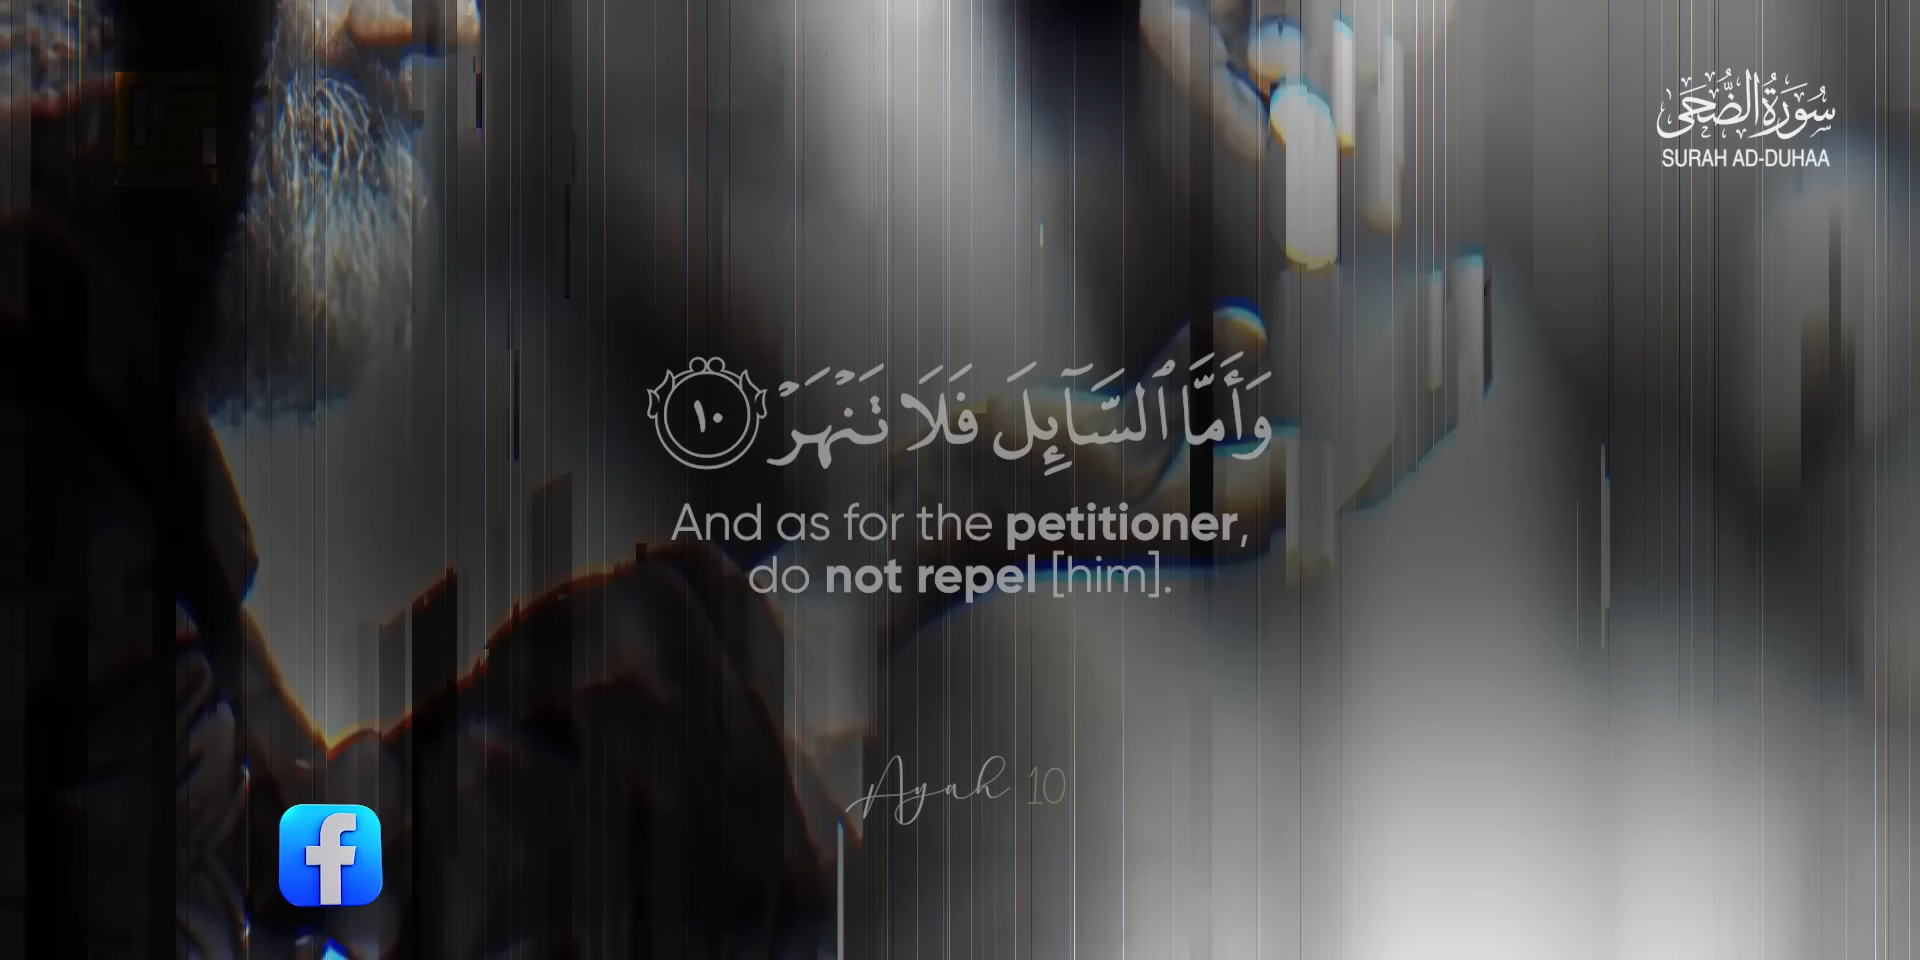 سُورَةُ الضُّحَى
SURAH AD-DUHAA
وَأَمَّا ٱلسَّآئِلَ فَلَا تَنۡهَرۡ ١٠
And as for the petitioner,
do not repel [him].
Ayah 10